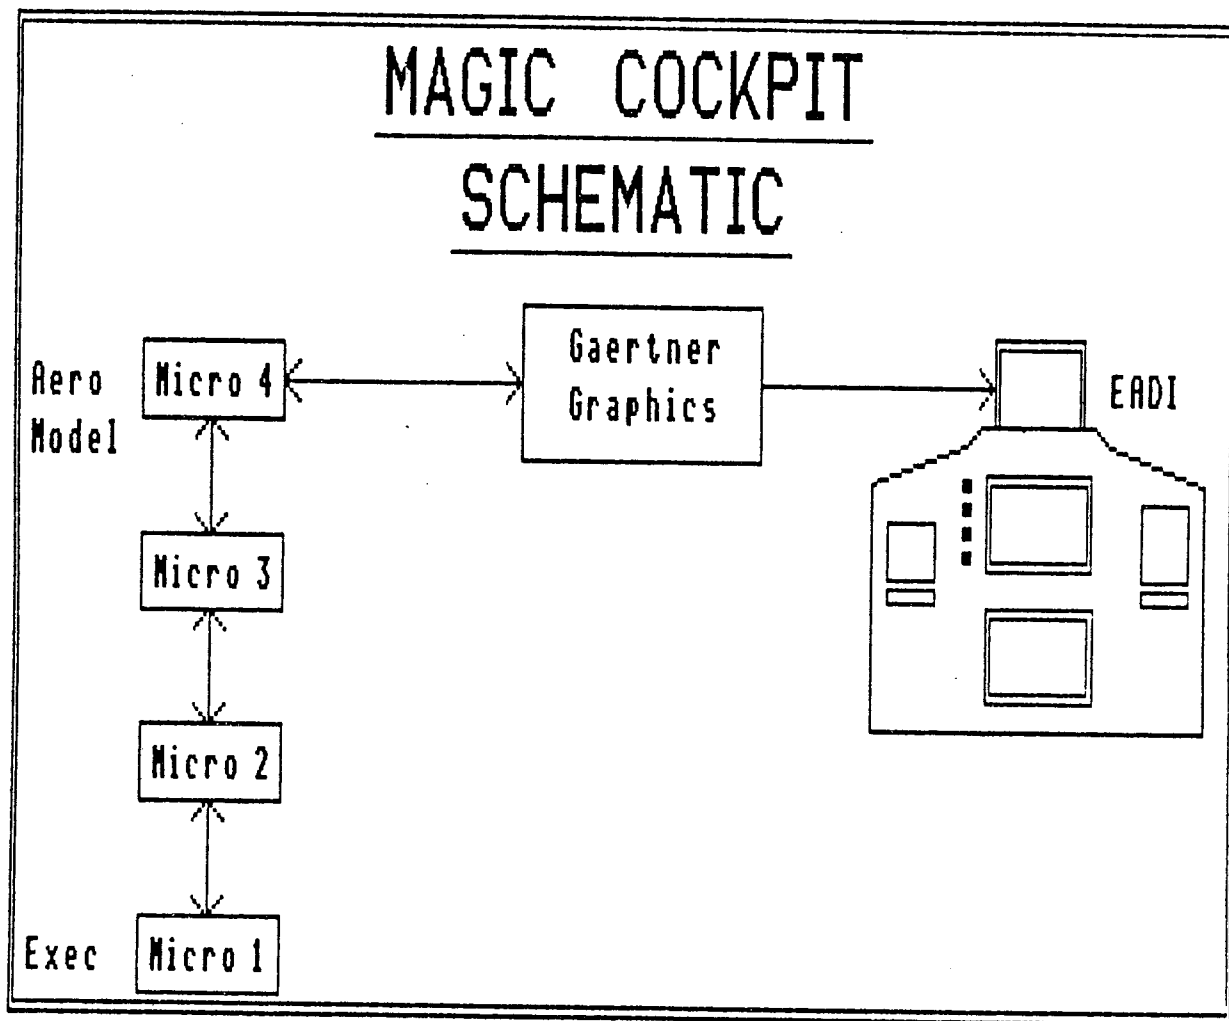 MAGIC COCKPIT
SCHEMATIC
Aero
Model
Micro 4
Gaertner
Graphics
EADI
Micro 3
Micro 2
Exec
Micro 1